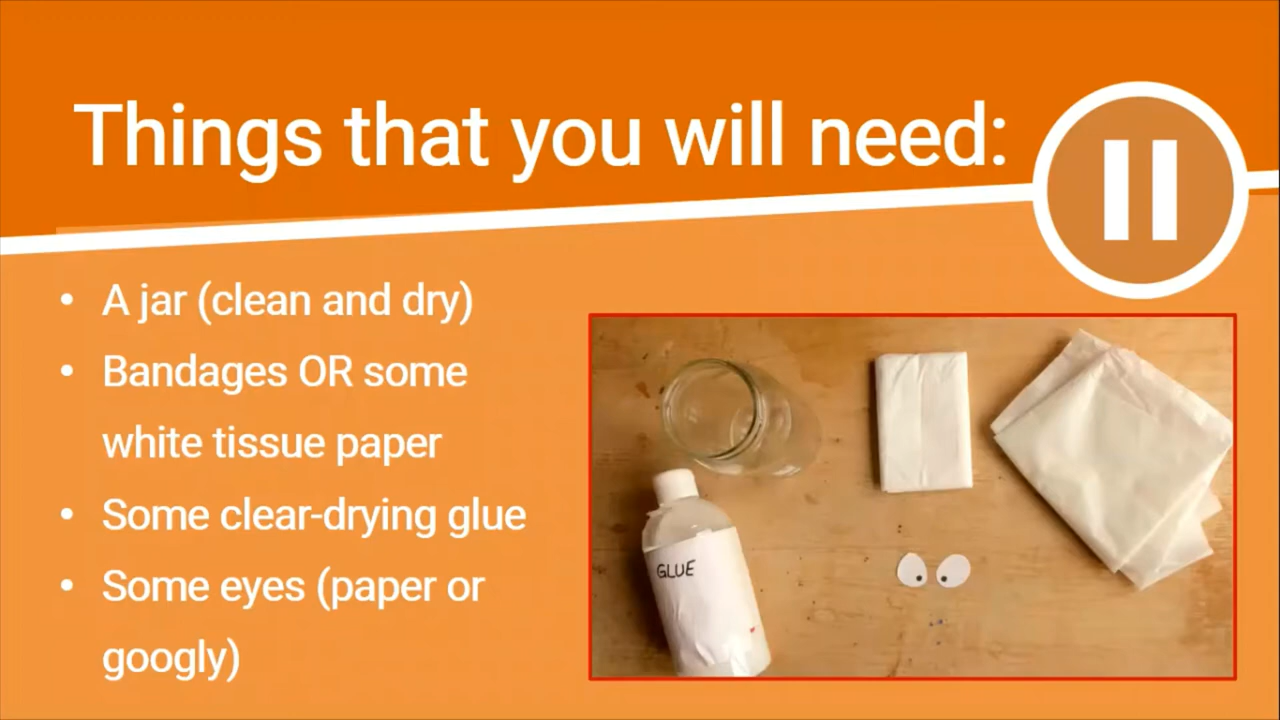 Things that you will need:
• A jar (clean and dry)
• Bandages OR some
white tissue paper
• Some clear-drying glue
• Some eyes (paper or
googly)
GLUE